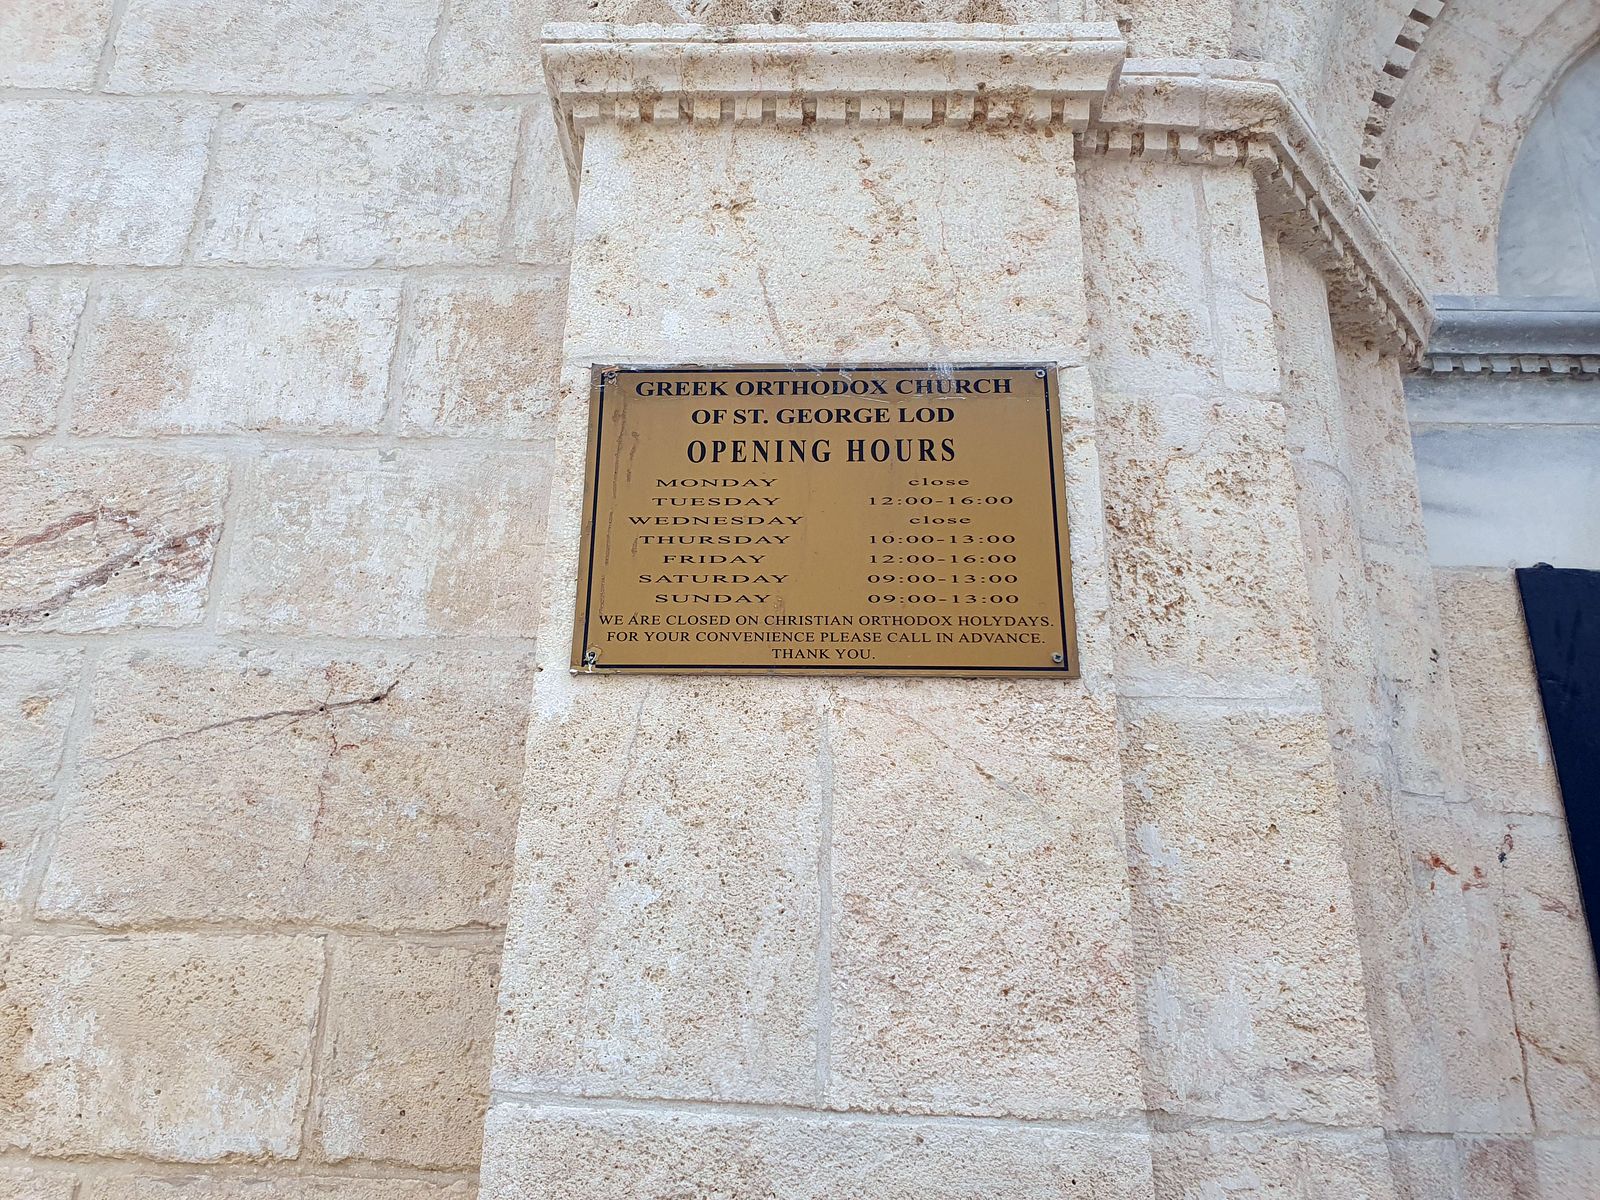 GREEK ORTHODOX CHURCH
OF ST. GEORGE LOD
OPENING HOURS
MONDAY close
TUESDAY 12:00-16:00
WEDNESDAY close
THURSDAY 10:00-13:00
FRIDAY 12:00-16:00
SATURDAY 09:00-13:00
SUNDAY 09:00-13:00
WE ARE CLOSED ON CHRISTIAN ORTHODOX HOLYDAYS.
FOR YOUR CONVENIENCE PLEASE CALL IN ADVANCE.
THANK YOU.